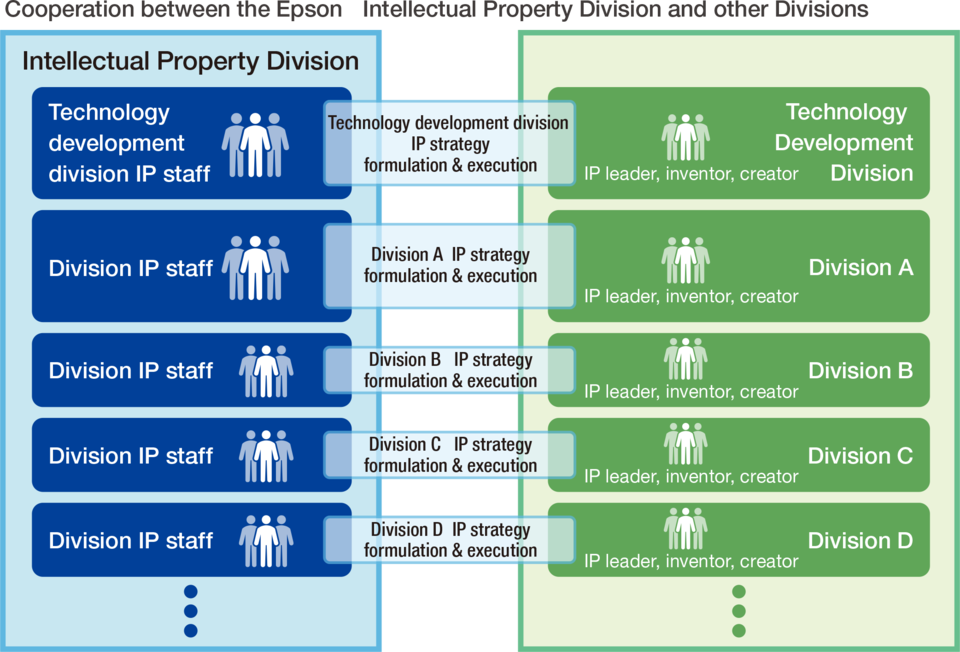 Cooperation between the Epson Intellectual Property Division and other Divisions
Intellectual Property Division
Technology
development
division IP staff
Technology development division
IP strategy
formulation & execution
IP leader, inventor, creator
Technology
Development
Division
Division IP staff
Division A IP strategy
formulation & execution
IP leader, inventor, creator
Division A
Division IP staff
Division B IP strategy
formulation & execution
IP leader, inventor, creator
Division B
Division IP staff
Division C IP strategy
formulation & execution
IP leader, inventor, creator
Division C
Division IP staff
Division D IP strategy
formulation & execution
IP leader, inventor, creator
Division D